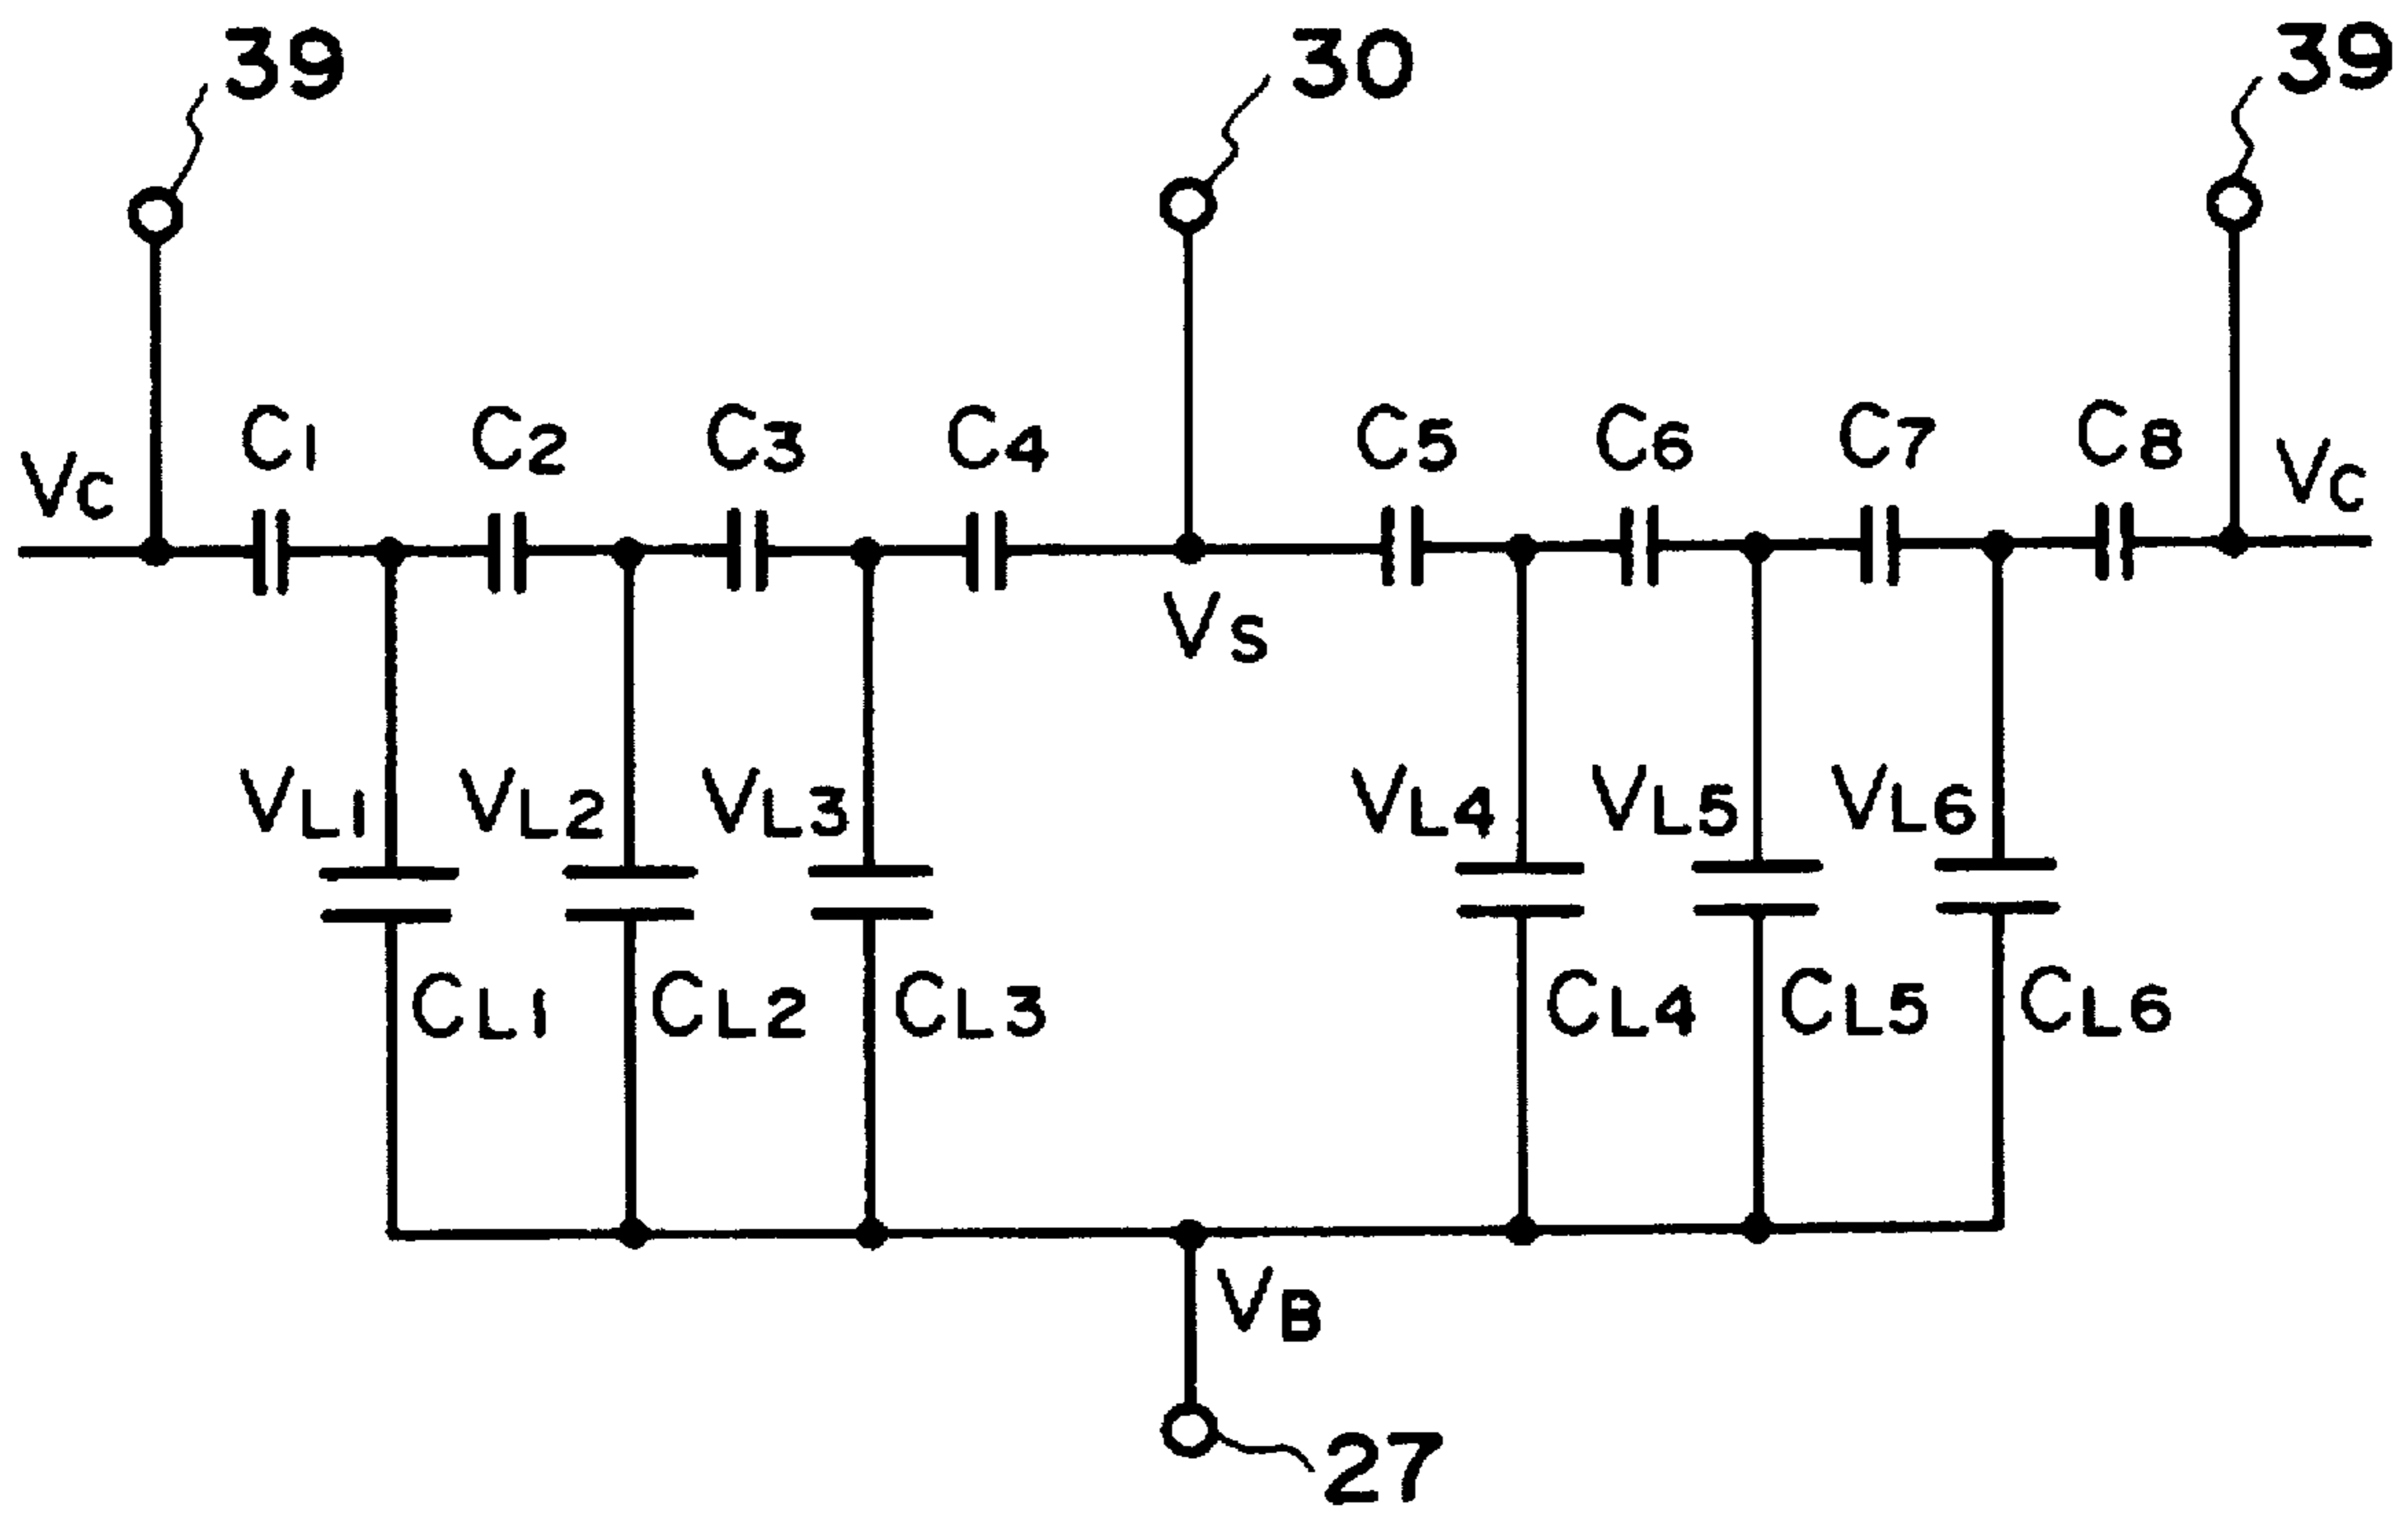 39 30 39
C1 C2 C3 C4 C5 C6 C7 C8
VC VC
VS
VL1 VL2 VL3 VL4 VL5 VL6
CL1 CL2 CL3 CL4 CL5 CL6
VB
27